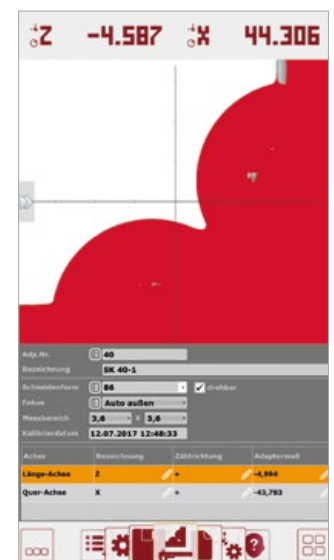 Z -4.587 X 44.306
Adp.Nr. 40
Bezeichnung SK 40-1
Schneidenform B6 drehbar
Fokus Auto außen
Messbereich 3,6 X 3,6
Kalibrierdatum 12.07.2017 12:48:33
Achse Bezeichnung Zählrichtung Adaptermaß
Längs-Achse Z + -4,994
Quer-Achse X + -43,783